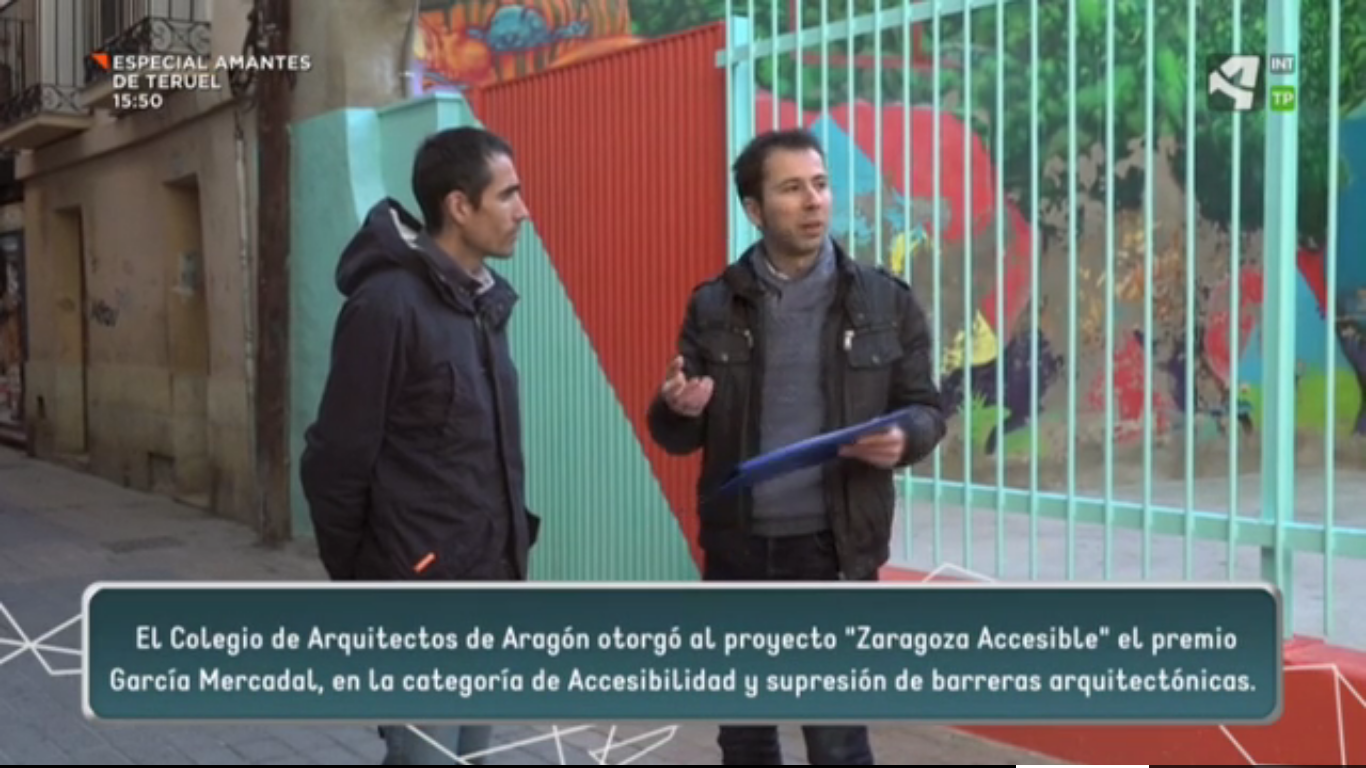 ESPECIAL AMANTES
DE TERUEL
15:50
INT
TP
El Colegio de Arquitectos de Aragón otorgó al proyecto "Zaragoza Accesible" el premio
García Mercadal, en la categoría de Accesibilidad y supresión de barreras arquitectónicas.